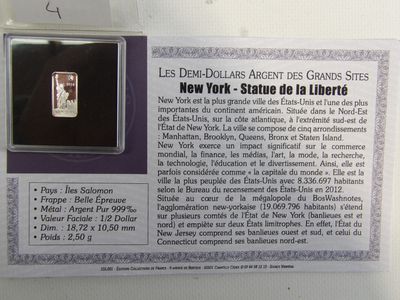 4
LES DEMI-DOLLARS ARGENT DES GRANDS SITES
New York - Statue de la Liberté
New York est la plus grande ville des États-Unis et l'une des plus
importantes du continent américain. Située dans le Nord-Est
des États-Unis, sur la côte atlantique, à l'extrémité sud-est de
l'État de New York. La ville se compose de cinq arrondissements
: Manhattan, Brooklyn, Queens, Bronx et Staten Island.
New York exerce un impact significatif sur le commerce
mondial, la finance, les médias, l'art, la mode, la recherche,
la technologie, l'éducation et le divertissement. Ainsi, elle est
parfois considérée comme « la capitale du monde ». Elle est la
ville la plus peuplée des États-Unis avec 8.336.697 habitants
selon le Bureau du recensement des États-Unis en 2012.
Située au cœur de la mégalopole du BosWashnotes,
l'agglomération new-yorkaise (19.069.796 habitants) s'étend
sur plusieurs comtés de l'État de New York (banlieues est et
nord) et empiète sur deux États limitrophes. En effet, l'État du
New Jersey comprend ses banlieues ouest et sud, et celui du
Connecticut comprend ses banlieues nord-est.
- Pays : Îles Salomon
- Frappe : Belle Épreuve
- Métal : Argent Pur 999‰
- Valeur Faciale : 1/2 Dollar
- Dim. : 18,72 x 10,50 mm
- Poids : 2,50 g